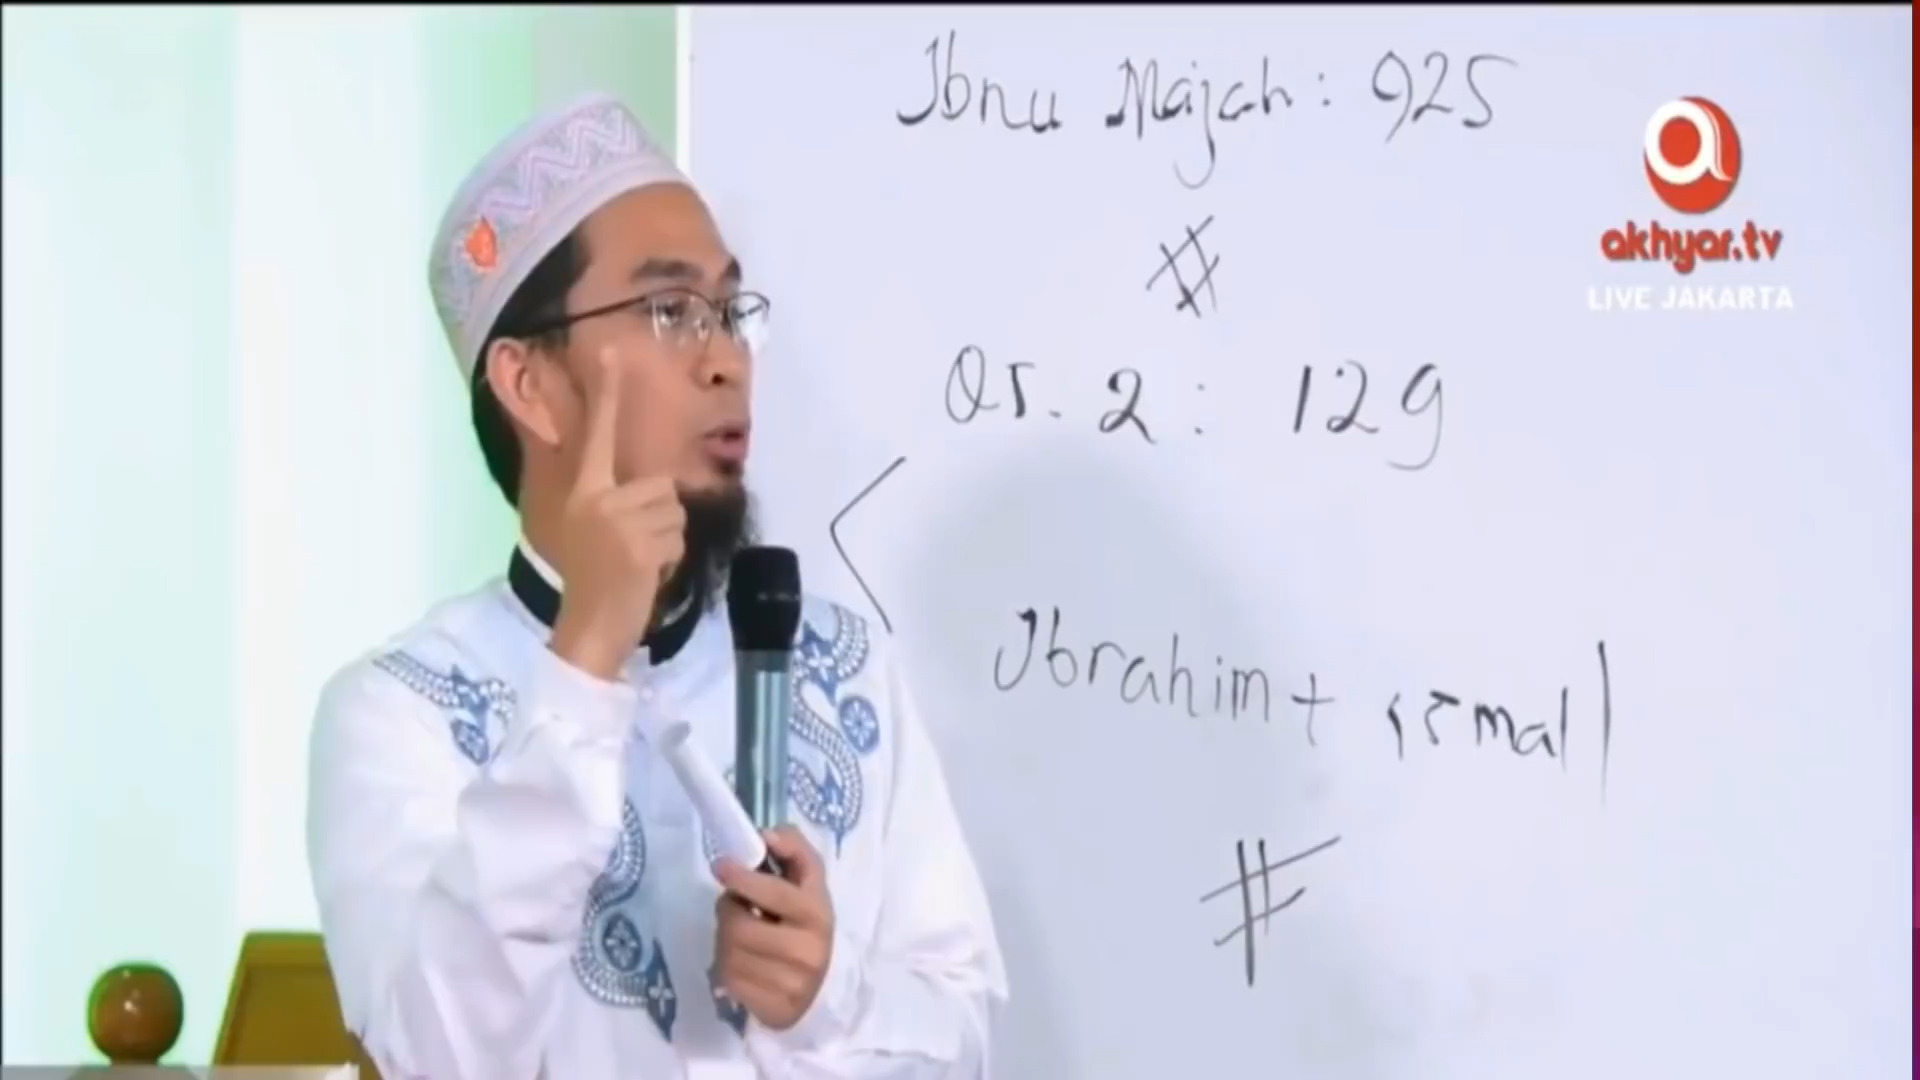 Ibnu Majah : 925
#
Qs. 2 : 129
Ibrahim + ismail
#
a
akhyar.tv
LIVE JAKARTA